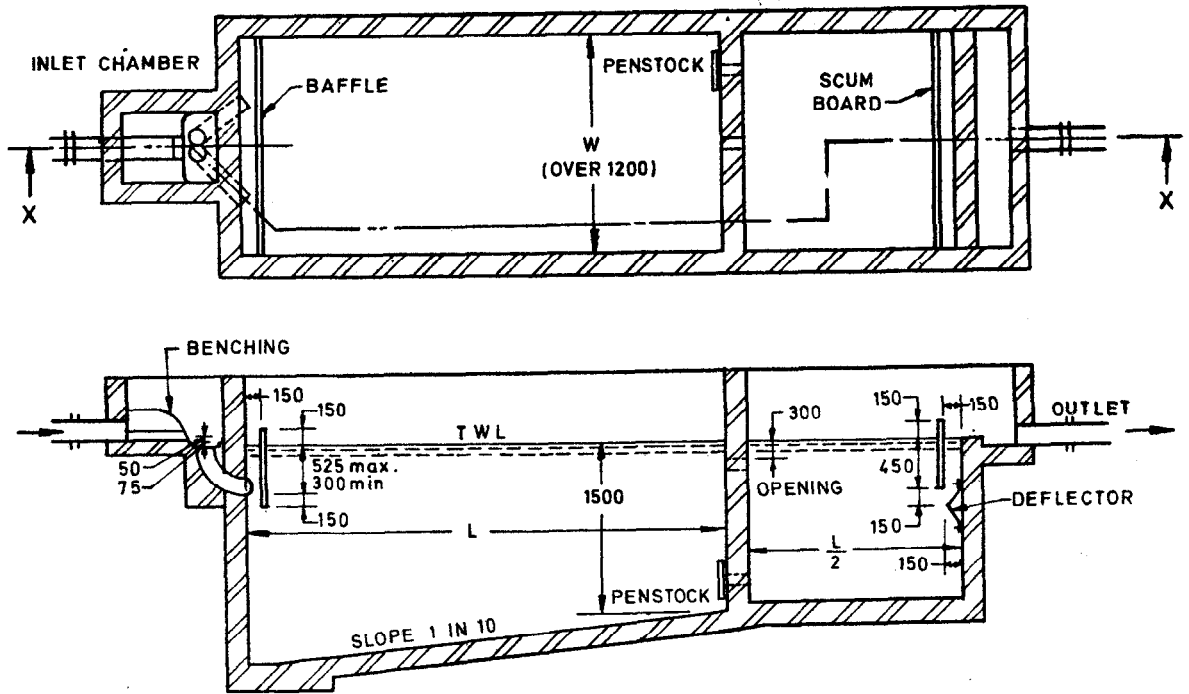 INLET CHAMBER
BAFFLE
PENSTOCK
SCUM
BOARD
W
(OVER 1200)
X
X
BENCHING
150
150
TWL
300
150
150
OUTLET
50
75
525 max.
300 min
150
1500
OPENING
450
150
DEFLECTOR
L
L
2
150
PENSTOCK
SLOPE 1 IN 10